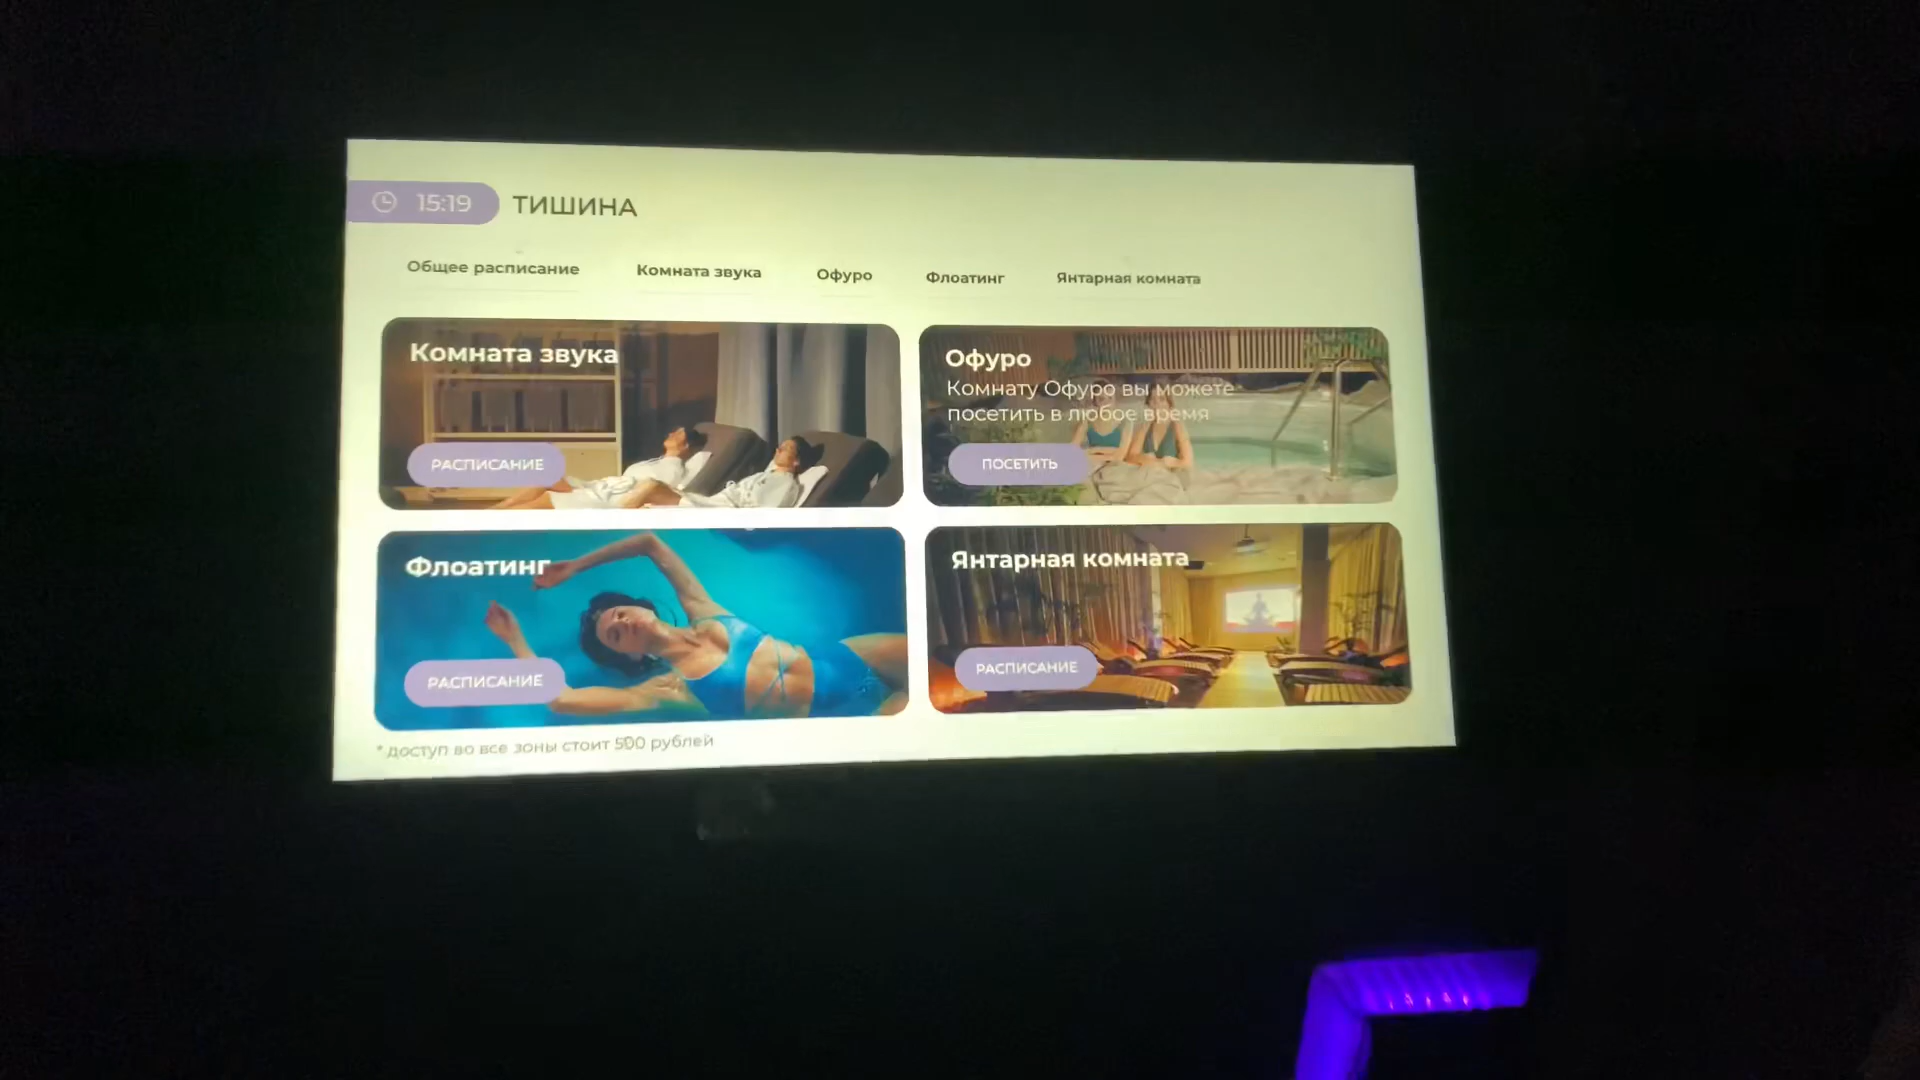 15:19 ТИШИНА
Общее расписание Комната звука Офуро Флоатинг Янтарная комната
Комната звука
РАСПИСАНИЕ
Офуро
Комнату Офуро вы можете
посетить в любое время
ПОСЕТИТЬ
Флоатинг
РАСПИСАНИЕ
Янтарная комната
РАСПИСАНИЕ
* доступ во все зоны стоит 500 рублей